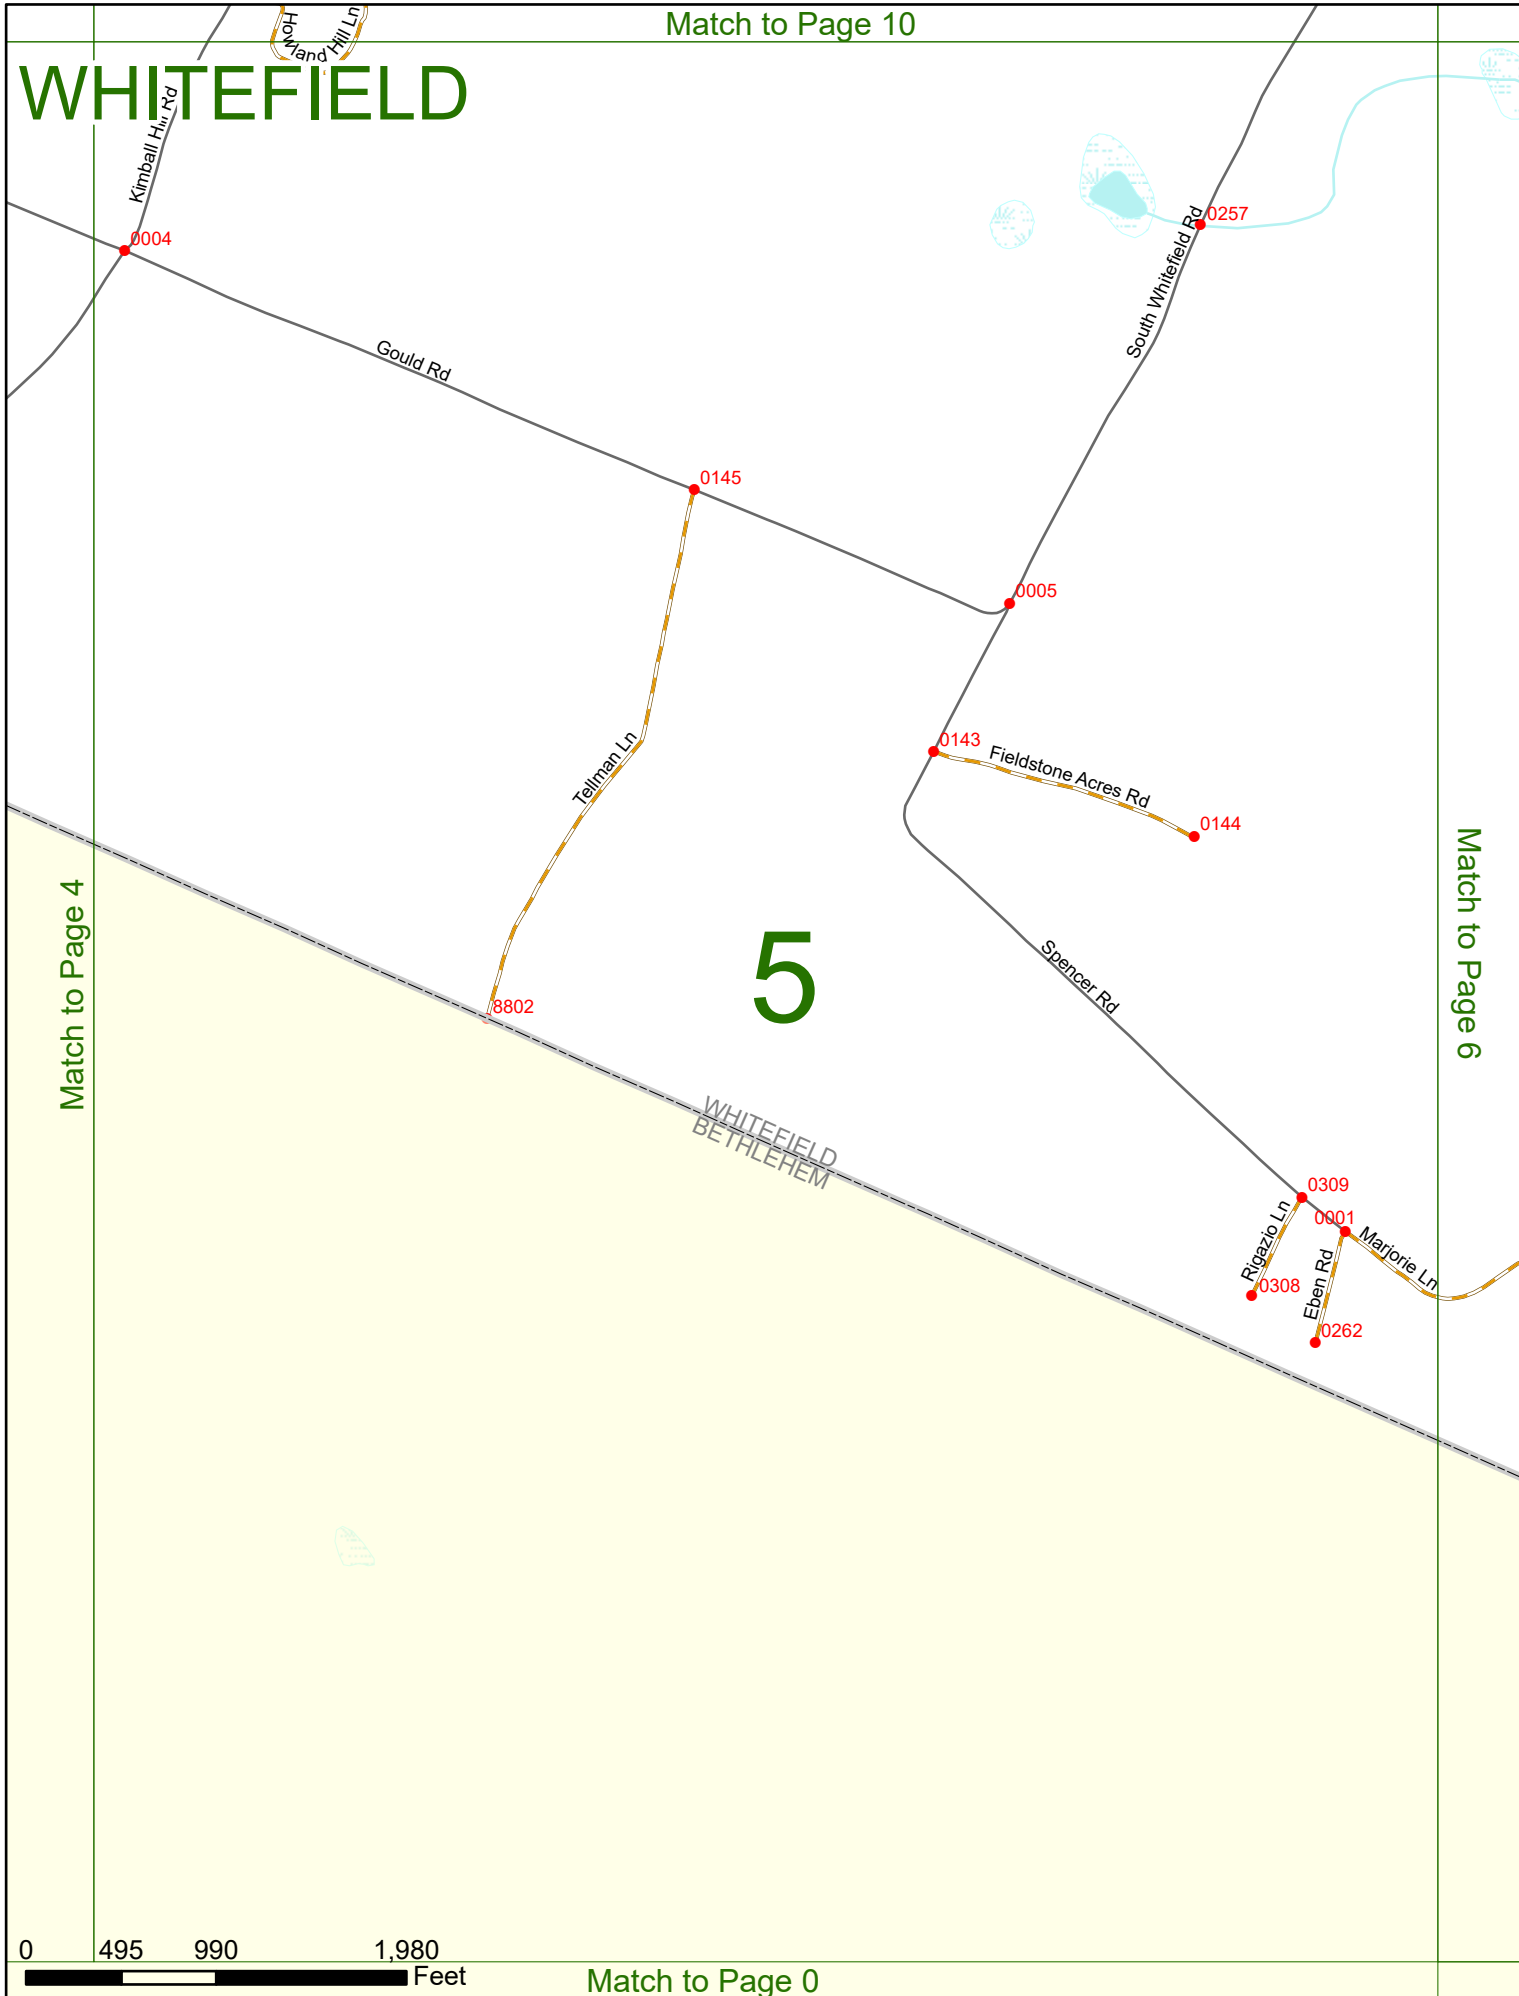 Match to Page 10
Howland Hill Ln
WHITEFIELD
Kimball Hill Rd
0257
0004
South Whitefield Rd
Gould Rd
0145
0005
0143
Fieldstone Acres Rd
Tellman Ln
0144
Match to Page 4
Match to Page 6
5
Spencer Rd
8802
WHITEFIELD
BETHLEHEM
0309
0001
Rigazio Ln
Marjorie Ln
Eben Rd
0308
0262
0 495 990 1,980
Feet
Match to Page 0